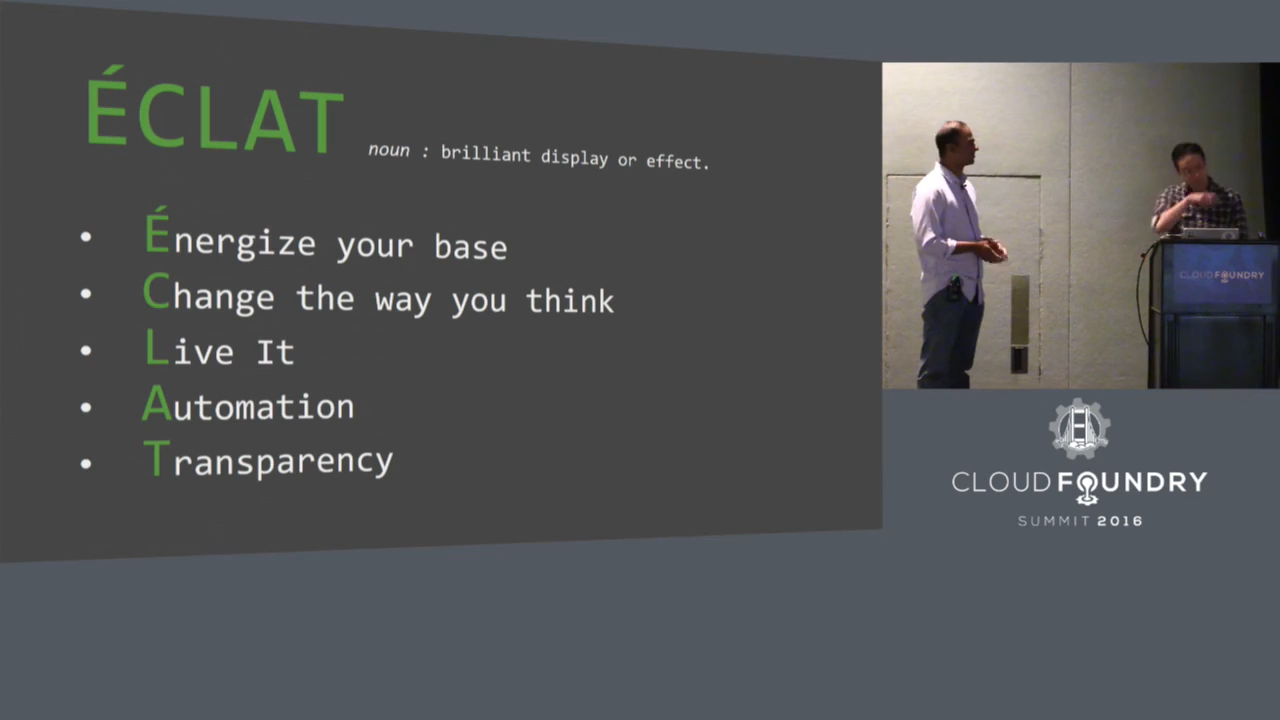 ÉCLAT noun : brilliant display or effect.
• Énergize your base
• Change the way you think
• Live It
• Automation
• Transparency
CLOUD FOUNDRY
CLOUD FOUNDRY
SUMMIT 2016